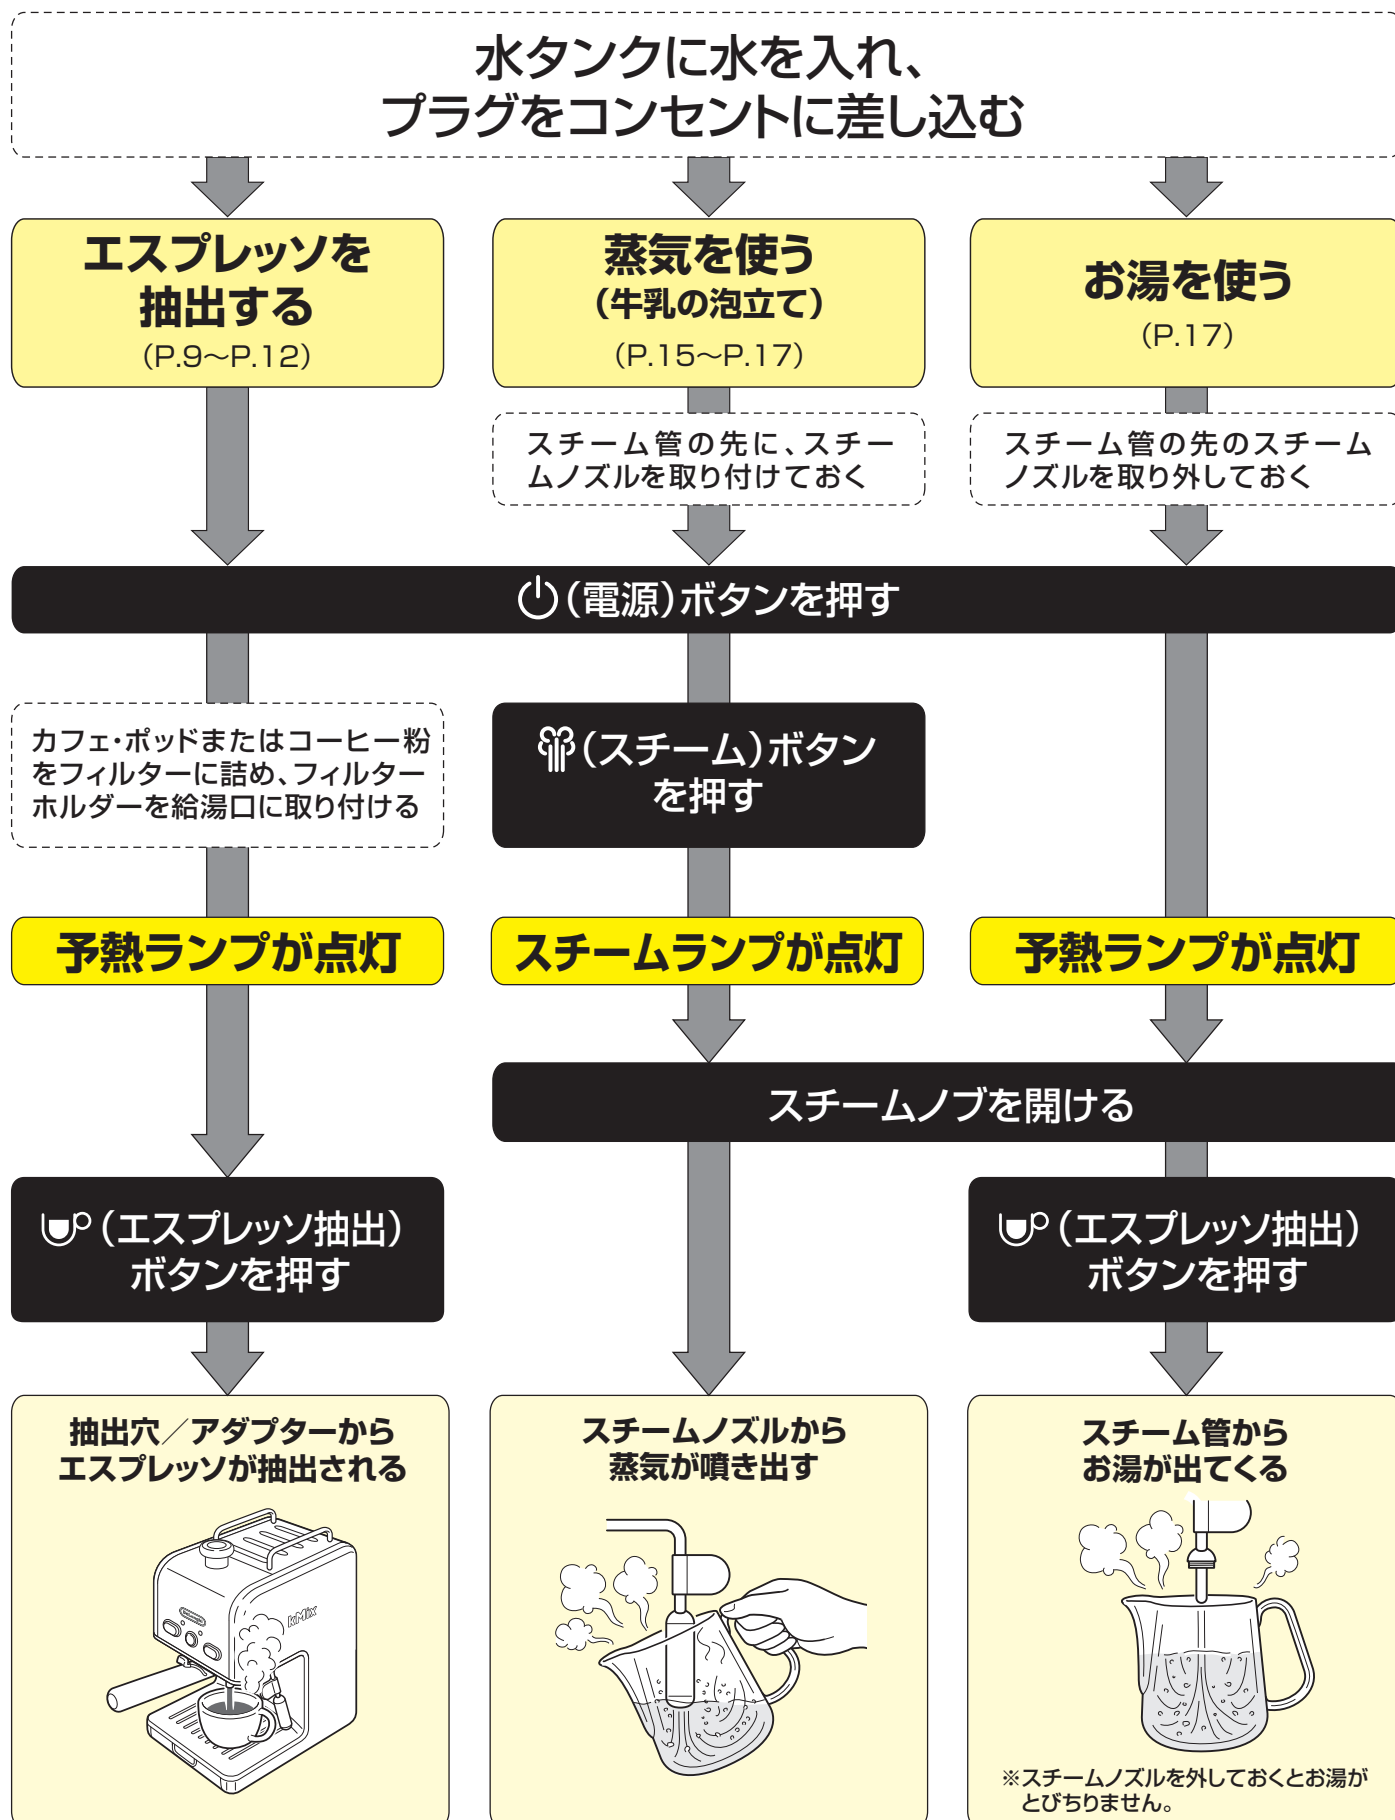 水タンクに水を入れ、
プラグをコンセントに差し込む
エスプレッソを
抽出する
(P.9〜P.12)
蒸気を使う
(牛乳の泡立て)
(P.15〜P.17)
お湯を使う
(P.17)
スチーム管の先に、スチー
ムノズルを取り付けておく
スチーム管の先のスチーム
ノズルを取り外しておく
(電源)ボタンを押す
カフェ・ポッドまたはコーヒー粉
をフィルターに詰め、フィルター
ホルダーを給湯口に取り付ける
(スチーム)ボタン
を押す
予熱ランプが点灯
スチームランプが点灯
予熱ランプが点灯
スチームノブを開ける
(エスプレッソ抽出)
ボタンを押す
(エスプレッソ抽出)
ボタンを押す
抽出穴/アダプターから
エスプレッソが抽出される
kMix
スチームノズルから
蒸気が噴き出す
スチーム管から
お湯が出てくる
※スチームノズルを外しておくとお湯が
とびちりません。